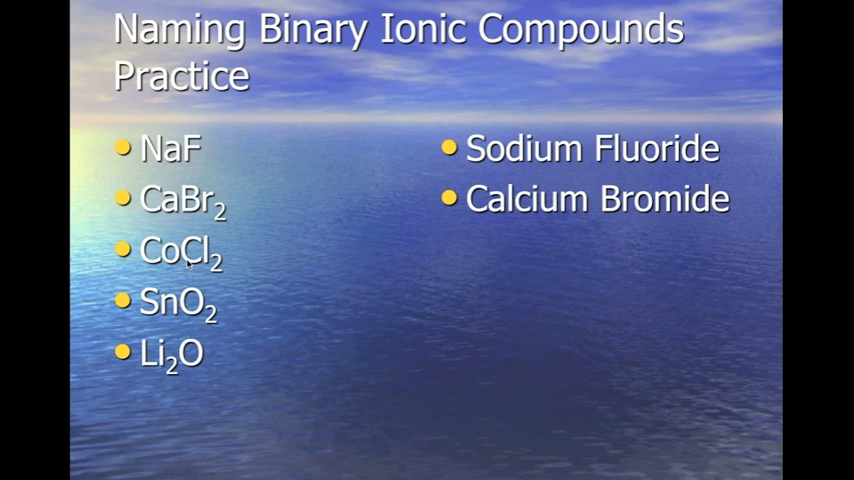 Naming Binary Ionic Compounds
Practice
• NaF
• CaBr₂
• CoCl₂
• SnO₂
• Li₂O
• Sodium Fluoride
• Calcium Bromide